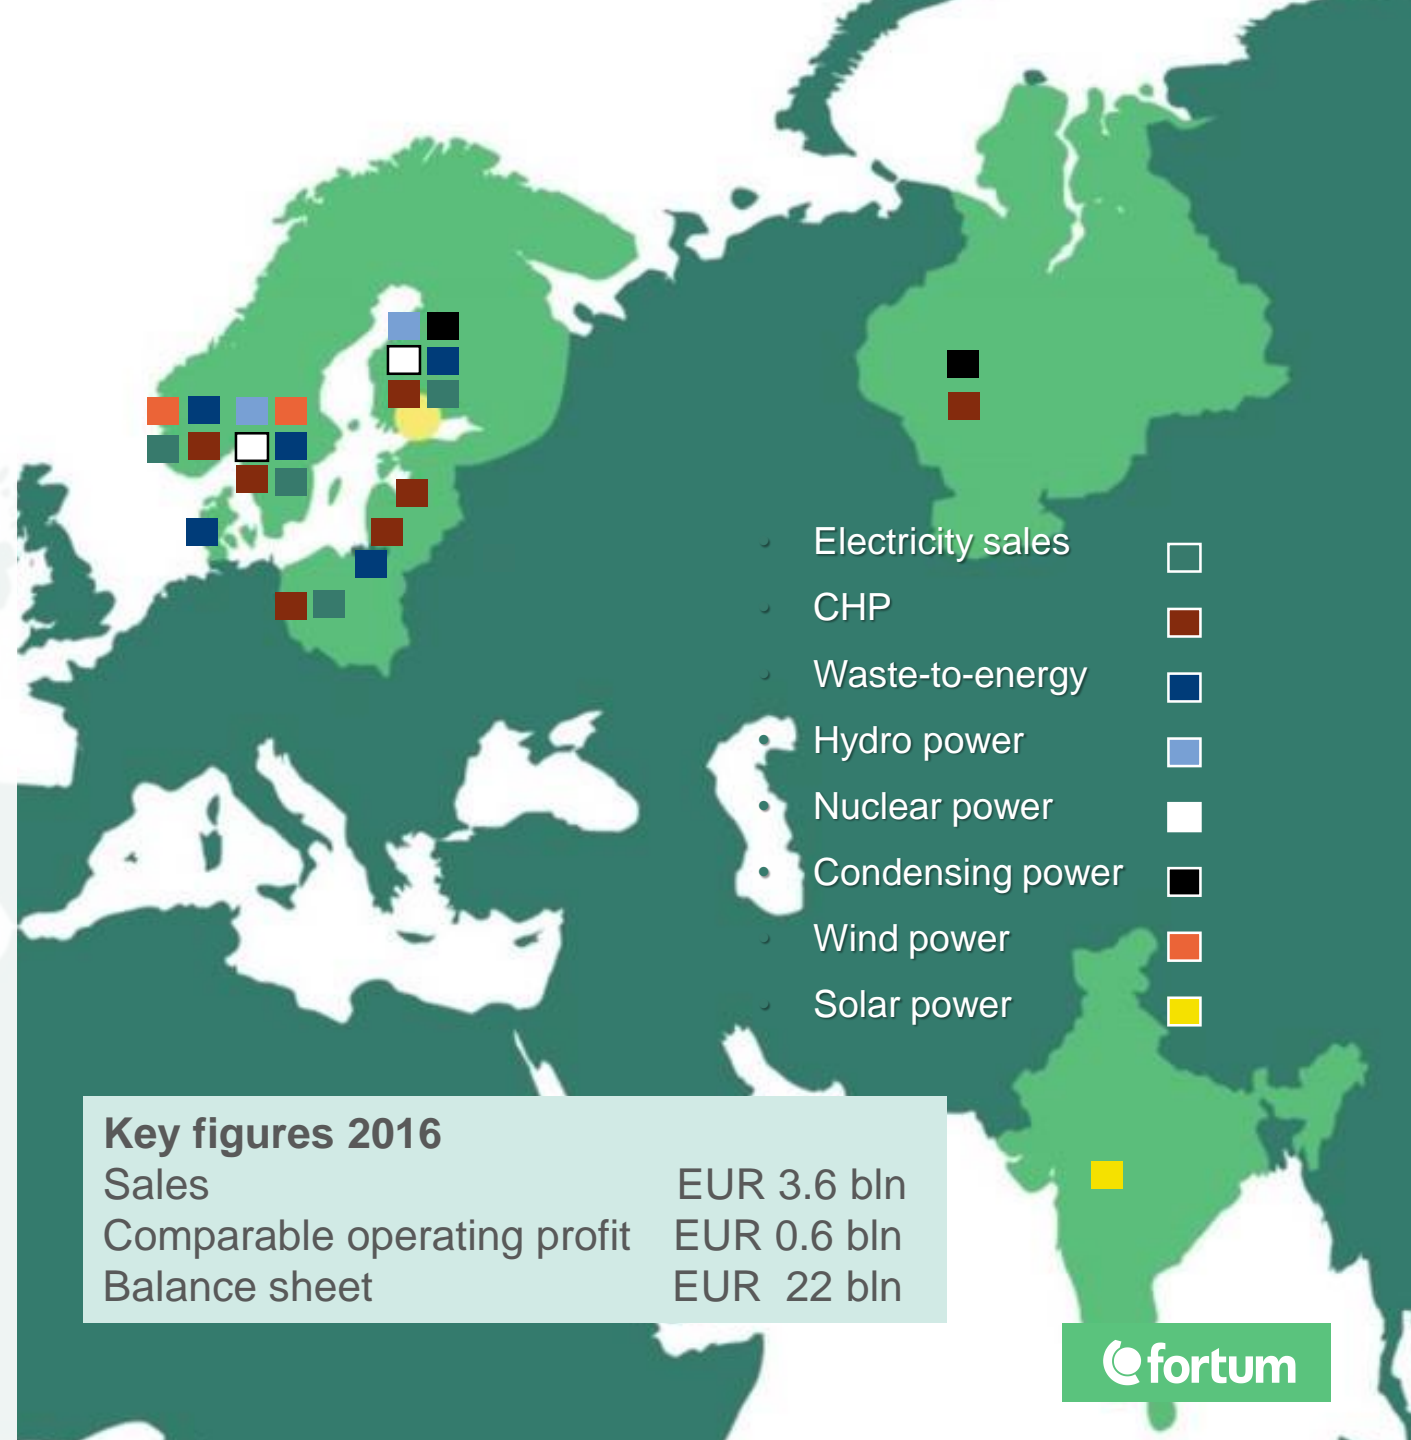 Electricity sales
CHP
Waste-to-energy
Hydro power
Nuclear power
Condensing power
Wind power
Solar power
Key figures 2016
Sales EUR 3.6 bln
Comparable operating profit EUR 0.6 bln
Balance sheet EUR 22 bln
fortum